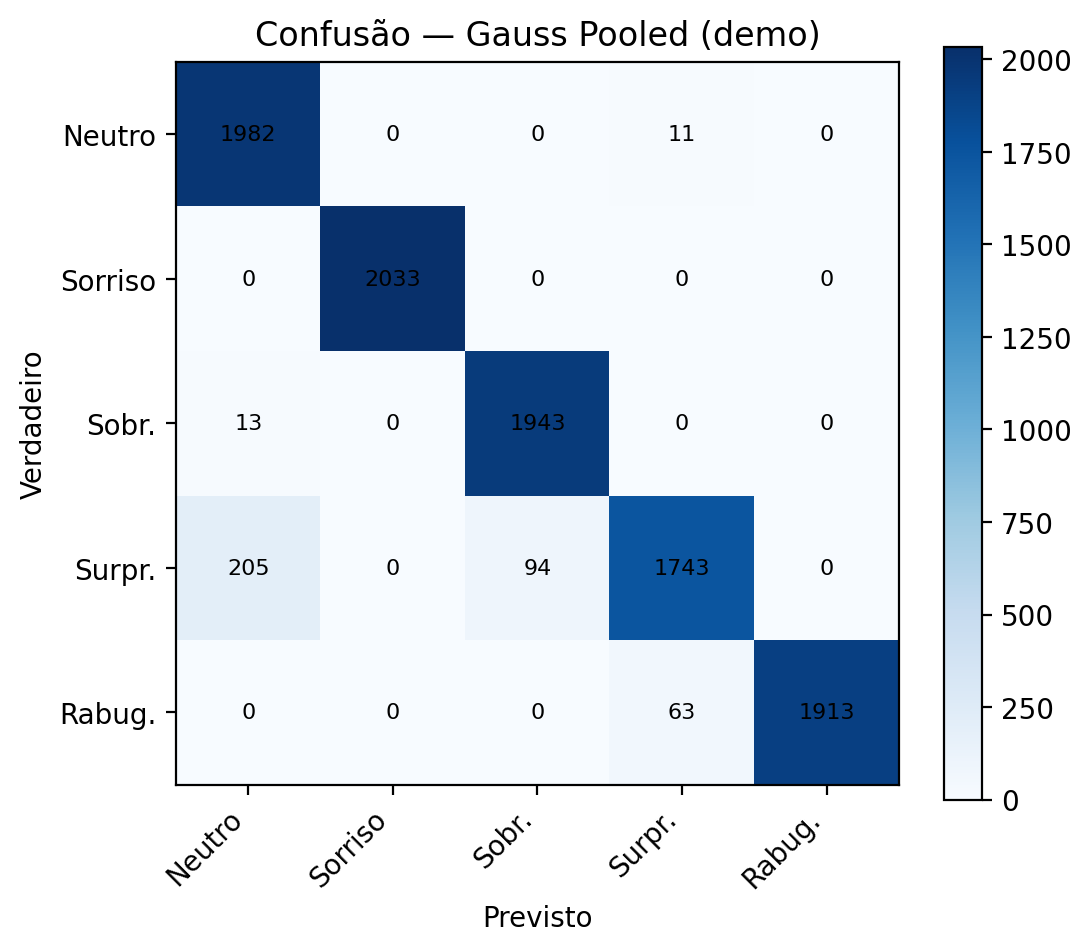 Confusão — Gauss Pooled (demo)
Neutro
1982 0 0 11 0
Sorriso
0 2033 0 0 0
Sobr.
13 0 1943 0 0
Surpr.
205 0 94 1743 0
Rabug.
0 0 0 63 1913
Verdadeiro
Neutro
Sorriso
Sobr.
Surpr.
Rabug.
Previsto
2000
1750
1500
1250
1000
750
500
250
0